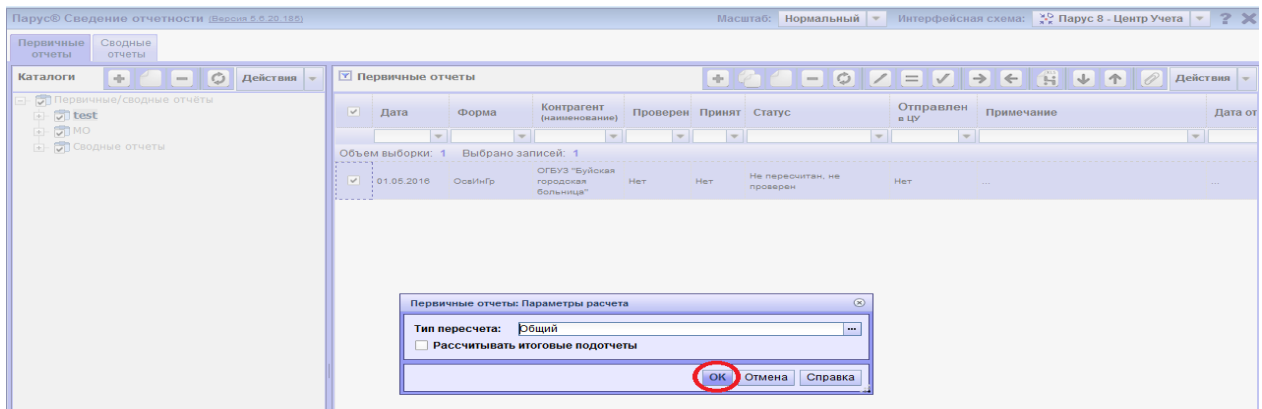 Парус® Сведение отчетности (Версия 5.6.20.185)
Масштаб: Нормальный Интерфейсная схема: Парус 8 - Центр Учета
Первичные отчеты
Сводные отчеты
Каталоги
Действия
Первичные/сводные отчёты
test
МО
Сводные отчеты
Первичные отчеты
Действия
Дата Форма Контрагент (наименование) Проверен Принят Статус Отправлен в ЦУ Примечание Дата от
Объем выборки: 1 Выбрано записей: 1
01.05.2016 ОсвИнГр ОГБУЗ "Буйская городская больница" Нет Нет Не пересчитан, не проверен Нет ... ...
Первичные отчеты: Параметры расчета
Тип пересчета: Общий ...
Рассчитывать итоговые подотчеты
OK Отмена Справка